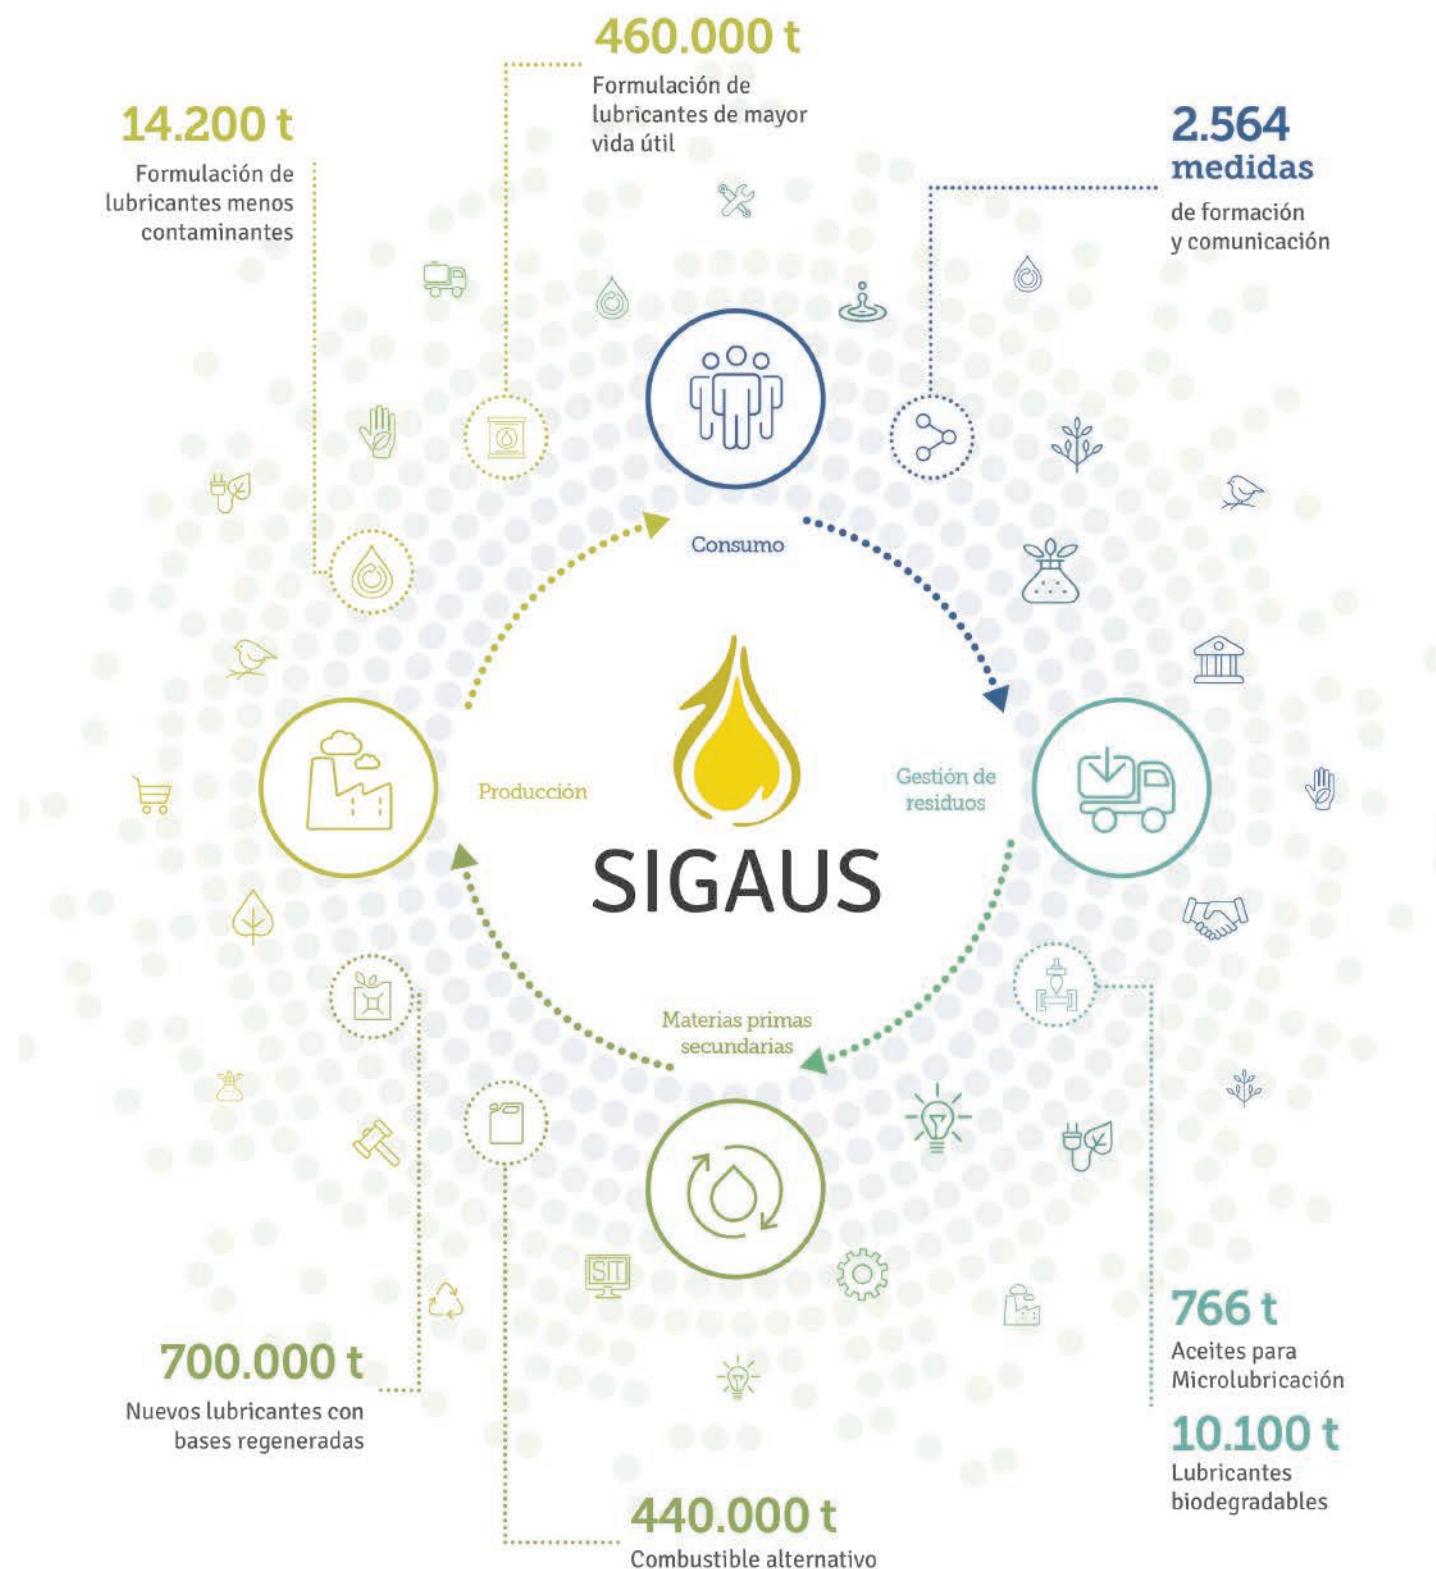 460.000 t
Formulación de
lubricantes de mayor
vida útil
14.200 t
Formulación de
lubricantes menos
contaminantes
2.564
medidas
de formación
y comunicación
Consumo
Producción
Gestión de
residuos
SIGAUS
Materias primas
secundarias
SIT
700.000 t
Nuevos lubricantes con
bases regeneradas
766 t
Aceites para
Microlubricación
10.100 t
Lubricantes
biodegradables
440.000 t
Combustible alternativo